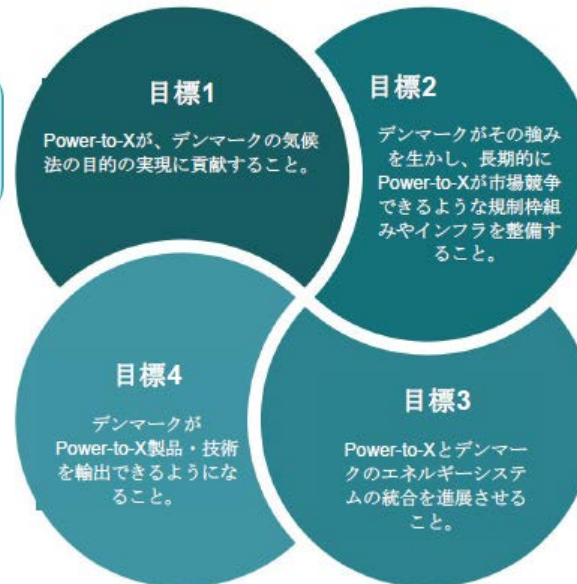 目標1
Power-to-Xが、デンマークの気候
法の目的の実現に貢献すること。
目標2
デンマークがその強み
を生かし、長期的に
Power-to-Xが市場競争
できるような規制枠組
みやインフラを整備す
ること。
目標4
デンマークが
Power-to-X製品・技術
を輸出できるようにな
ること。
目標3
Power-to-Xとデンマー
クのエネルギーシステ
ムの統合を進展させる
こと。